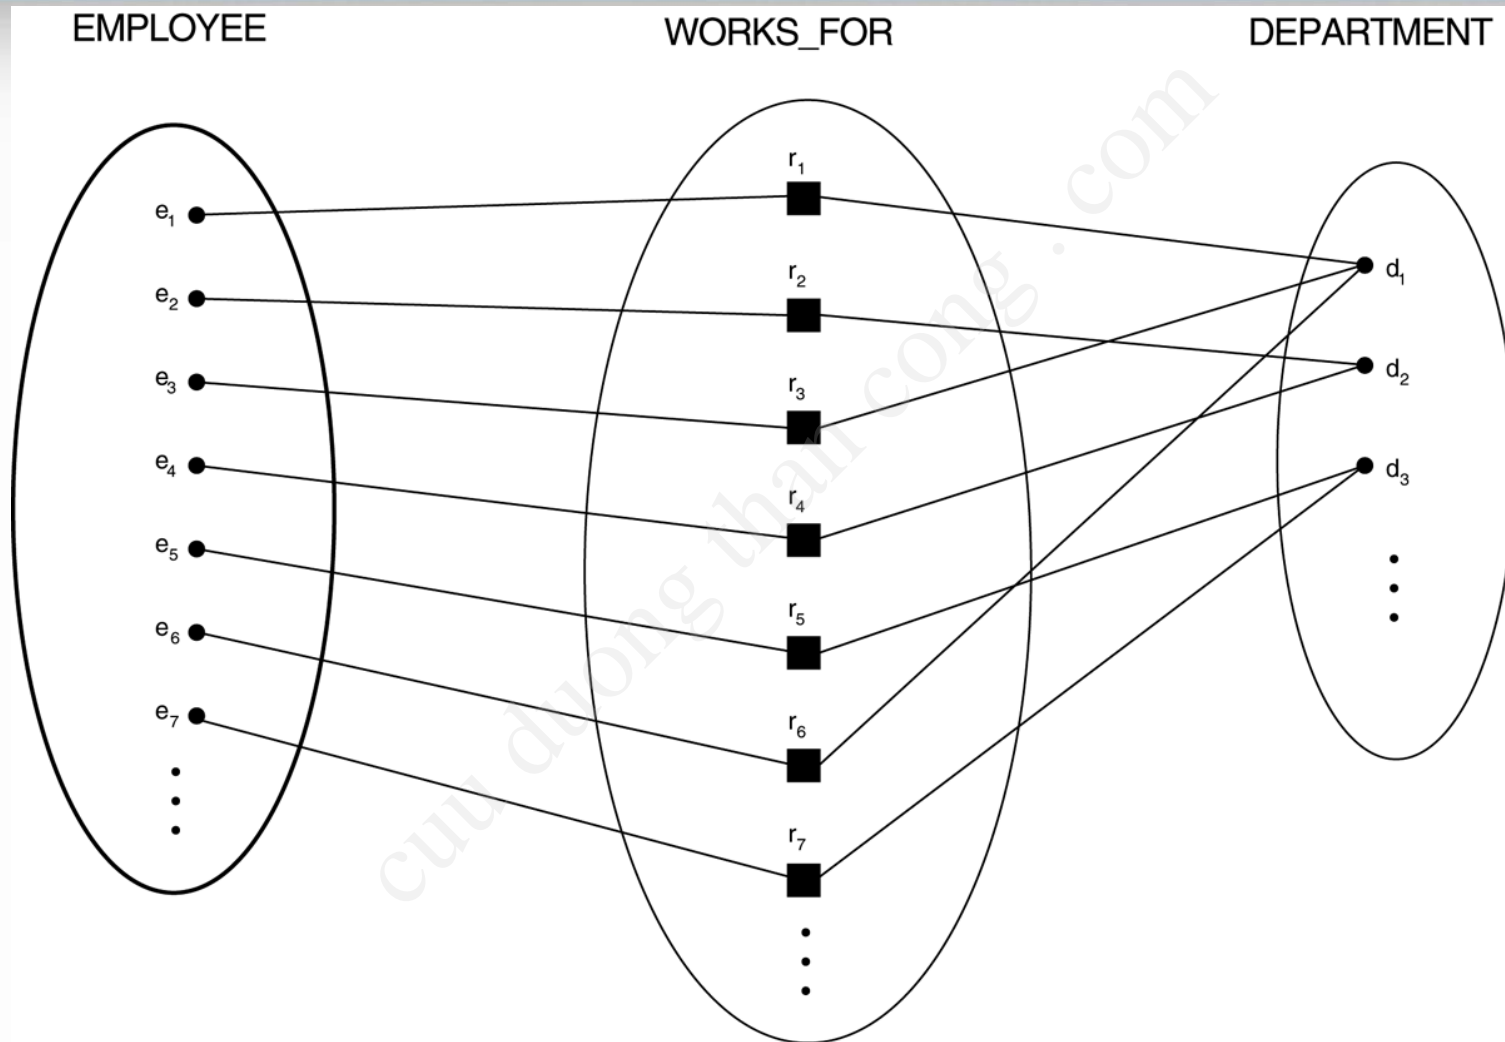 EMPLOYEE WORKS_FOR DEPARTMENT
e1
e2
e3
e4
e5
e6
e7
r1
r2
r3
r4
r5
r6
r7
d1
d2
d3
cuu duong than cong . com